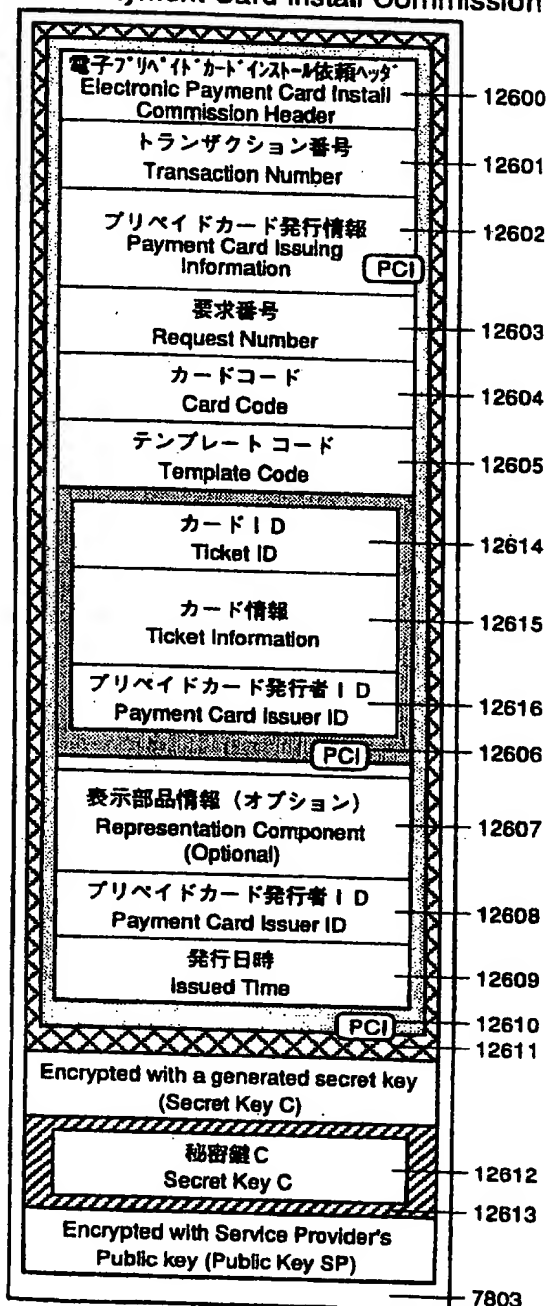 Payment Card Install Commission
電子プリペイドカードインストール依頼ヘッダ
Electronic Payment Card Install
Commission Header
12600
トランザクション番号
Transaction Number
12601
プリペイドカード発行情報
Payment Card Issuing
Information
PCI
12602
要求番号
Request Number
12603
カードコード
Card Code
12604
テンプレートコード
Template Code
12605
カードID
Ticket ID
12614
カード情報
Ticket Information
12615
プリペイドカード発行者ID
Payment Card Issuer ID
12616
PCI
12606
表示部品情報（オプション）
Representation Component
(Optional)
12607
プリペイドカード発行者ID
Payment Card Issuer ID
12608
発行日時
Issued Time
12609
PCI
12610
12611
Encrypted with a generated secret key
(Secret Key C)
秘密鍵C
Secret Key C
12612
12613
Encrypted with Service Provider's
Public key (Public Key SP)
7803